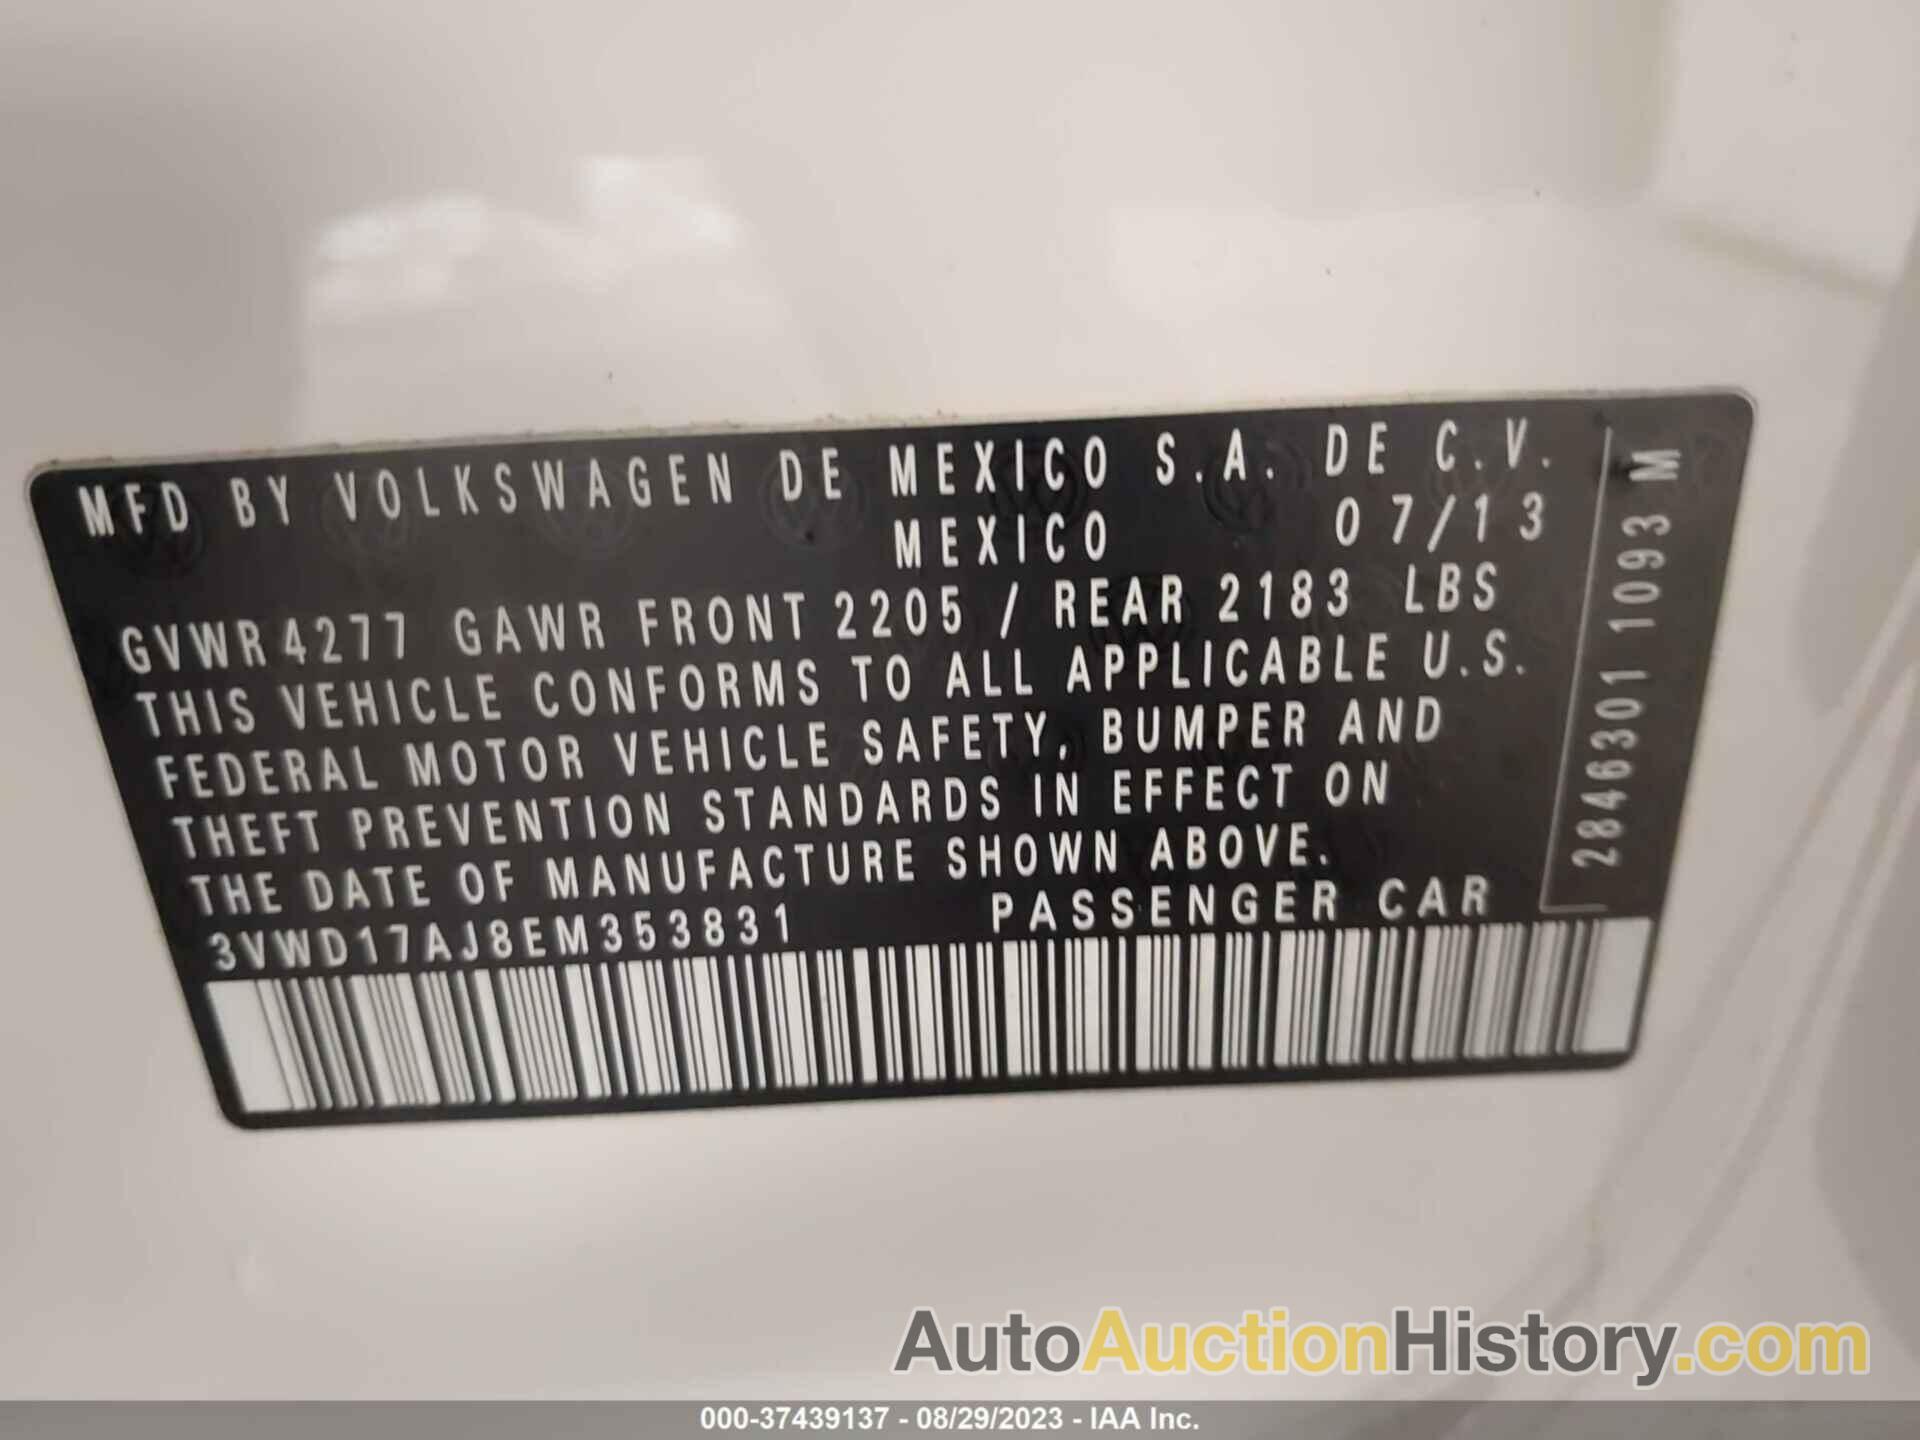 MFD BY VOLKSWAGEN DE MEXICO S.A. DE C.V.
MEXICO 07/13
GVWR 4277 GAWR FRONT 2205 / REAR 2183 LBS
THIS VEHICLE CONFORMS TO ALL APPLICABLE U.S.
FEDERAL MOTOR VEHICLE SAFETY, BUMPER AND
THEFT PREVENTION STANDARDS IN EFFECT ON
THE DATE OF MANUFACTURE SHOWN ABOVE.
3VWD17AJ8EM353831 PASSENGER CAR
2846301 1093 M
AutoAuctionHistory.com
000-37439137 - 08/29/2023 - IAA Inc.